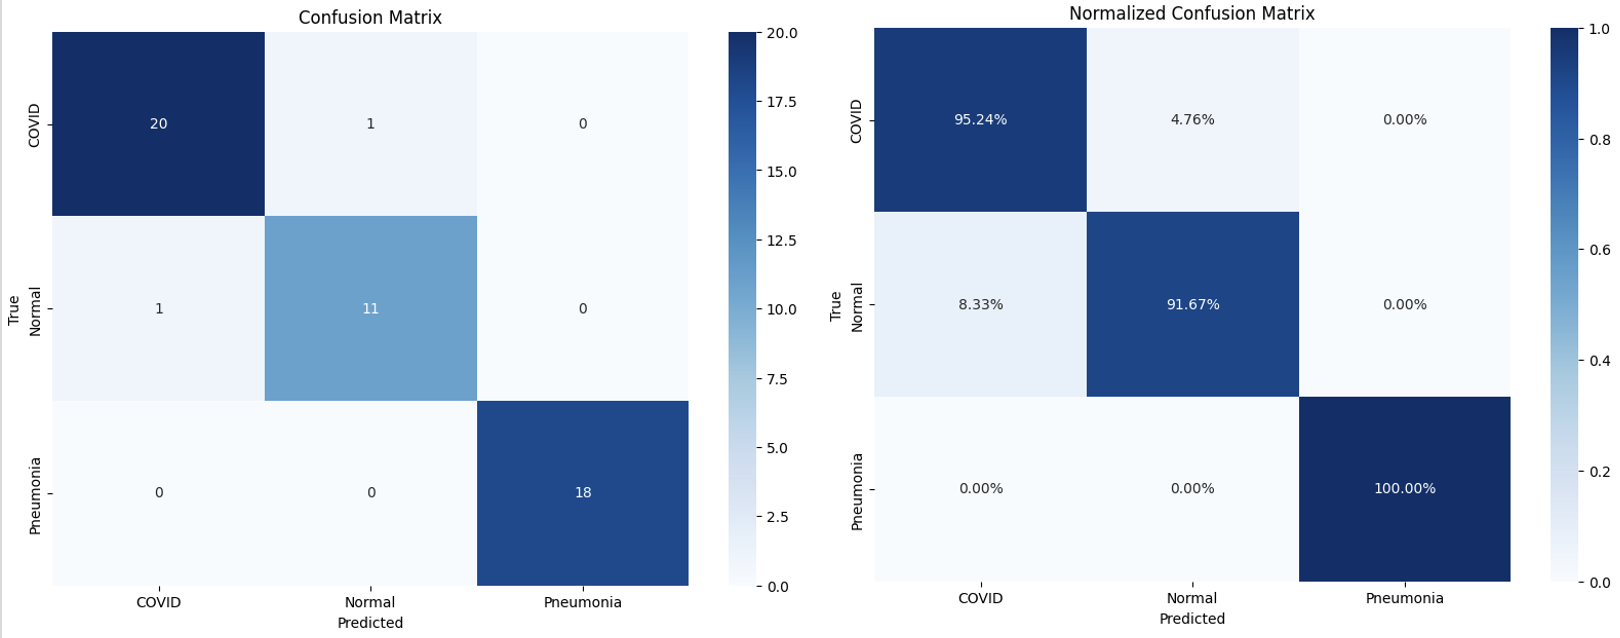 Confusion Matrix
COVID
20
1
0
20.0
17.5
15.0
12.5
10.0
7.5
5.0
2.5
0.0
True
Normal
1
11
0
Pneumonia
0
0
18
COVID
Normal
Pneumonia
Predicted
Normalized Confusion Matrix
COVID
95.24%
4.76%
0.00%
1.0
0.8
0.6
0.4
0.2
0.0
True
Normal
8.33%
91.67%
0.00%
Pneumonia
0.00%
0.00%
100.00%
COVID
Normal
Pneumonia
Predicted